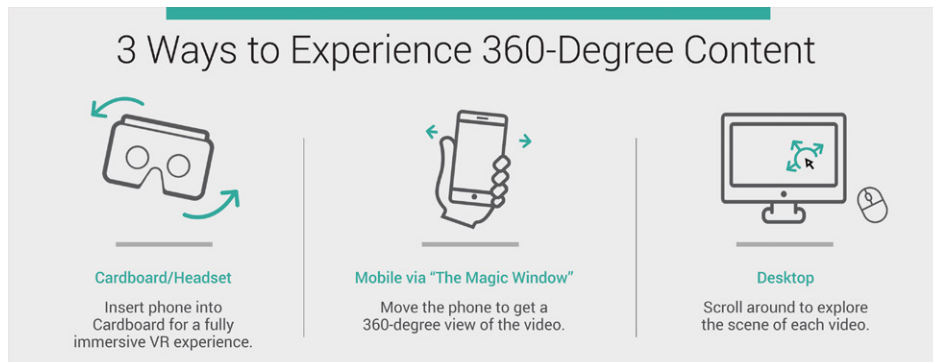 3 Ways to Experience 360-Degree Content
Cardboard/Headset
Insert phone into
Cardboard for a fully
immersive VR experience.
Mobile via “The Magic Window”
Move the phone to get a
360-degree view of the video.
Desktop
Scroll around to explore
the scene of each video.